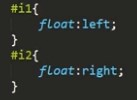 #i1{
float:left;
}
#i2{
float:right;
}